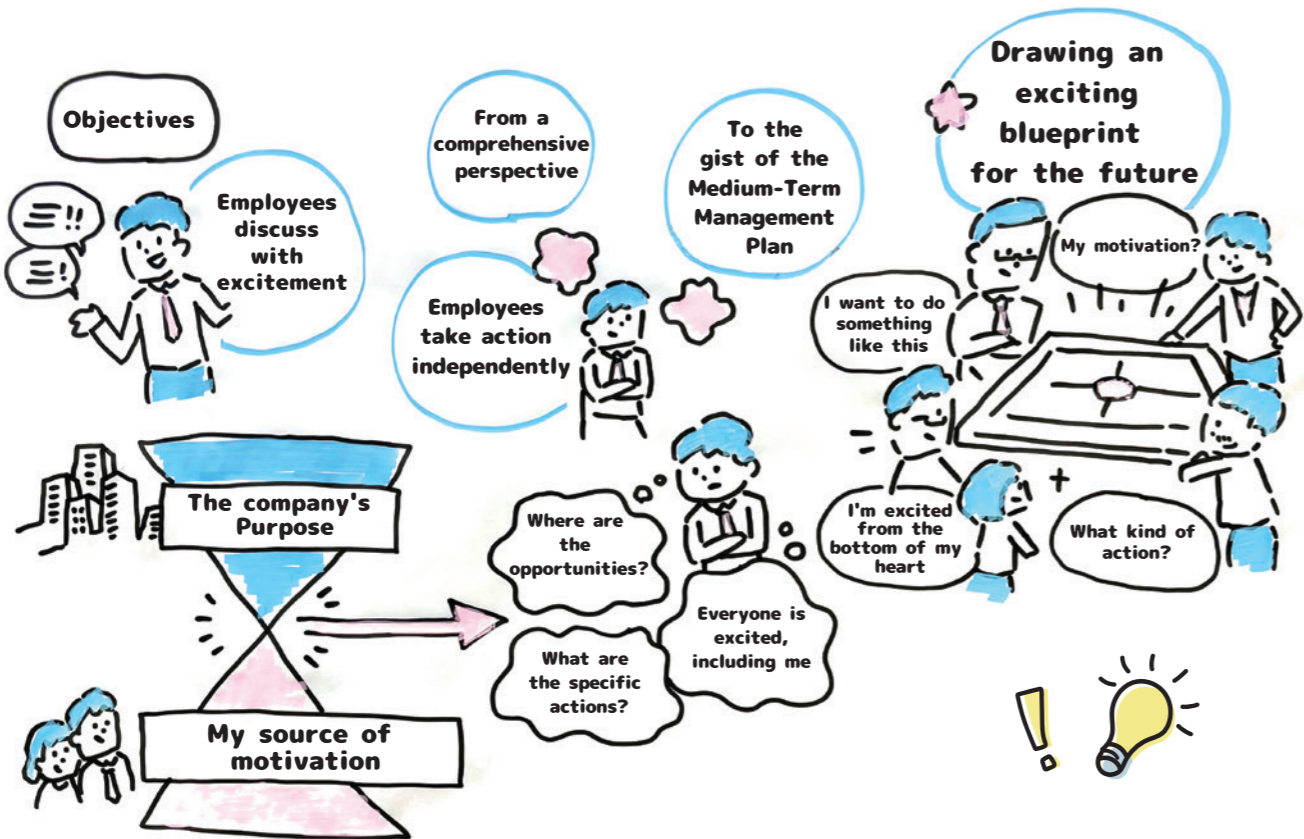 Objectives
Employees
discuss
with
excitement
From a
comprehensive
perspective
Employees
take action
independently
To the
gist of the
Medium-Term
Management
Plan
Drawing an
exciting
blueprint
for the future
My motivation?
I want to do
something
like this
I'm excited
from the
bottom of my
heart
What kind of
action?
The company's
Purpose
My source of
motivation
Where are
the
opportunities?
What are
the specific
actions?
Everyone is
excited,
including me